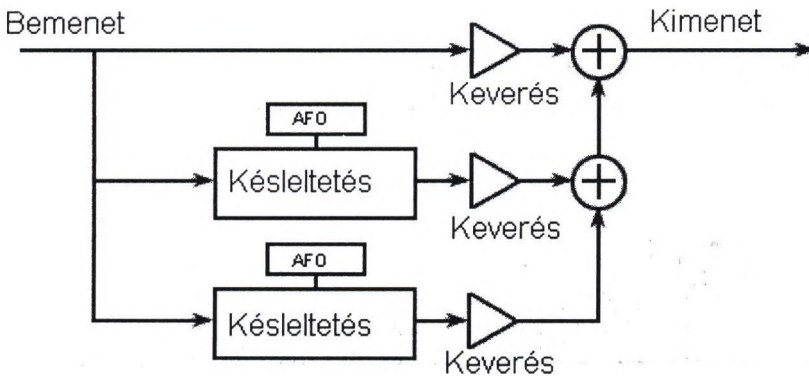 Bemenet
Kimenet
Keverés
AFO
Késleltetés
Keverés
AFO
Késleltetés
Keverés